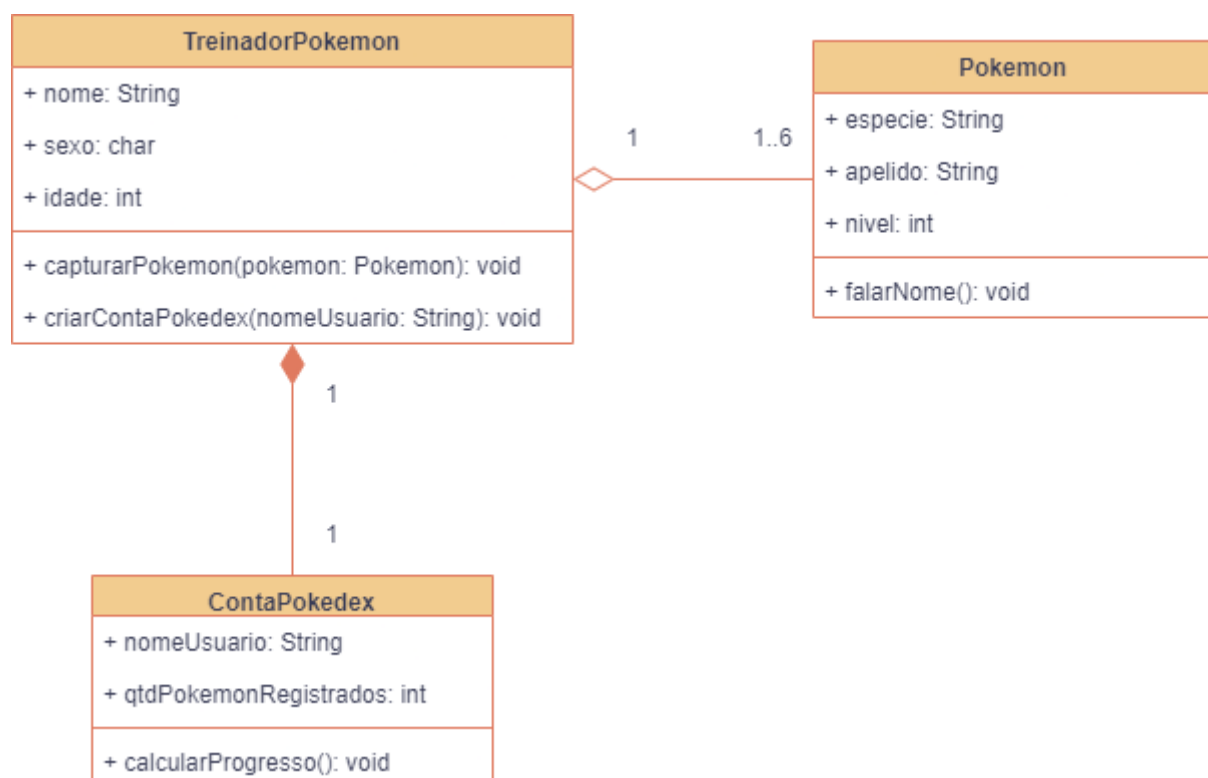 TreinadorPokemon
+ nome: String
+ sexo: char
+ idade: int
+ capturarPokemon(pokemon: Pokemon): void
+ criarContaPokedex(nomeUsuario: String): void
1
1..6
Pokemon
+ especie: String
+ apelido: String
+ nivel: int
+ falarNome(): void
1
1
ContaPokedex
+ nomeUsuario: String
+ qtdPokemonRegistrados: int
+ calcularProgresso(): void